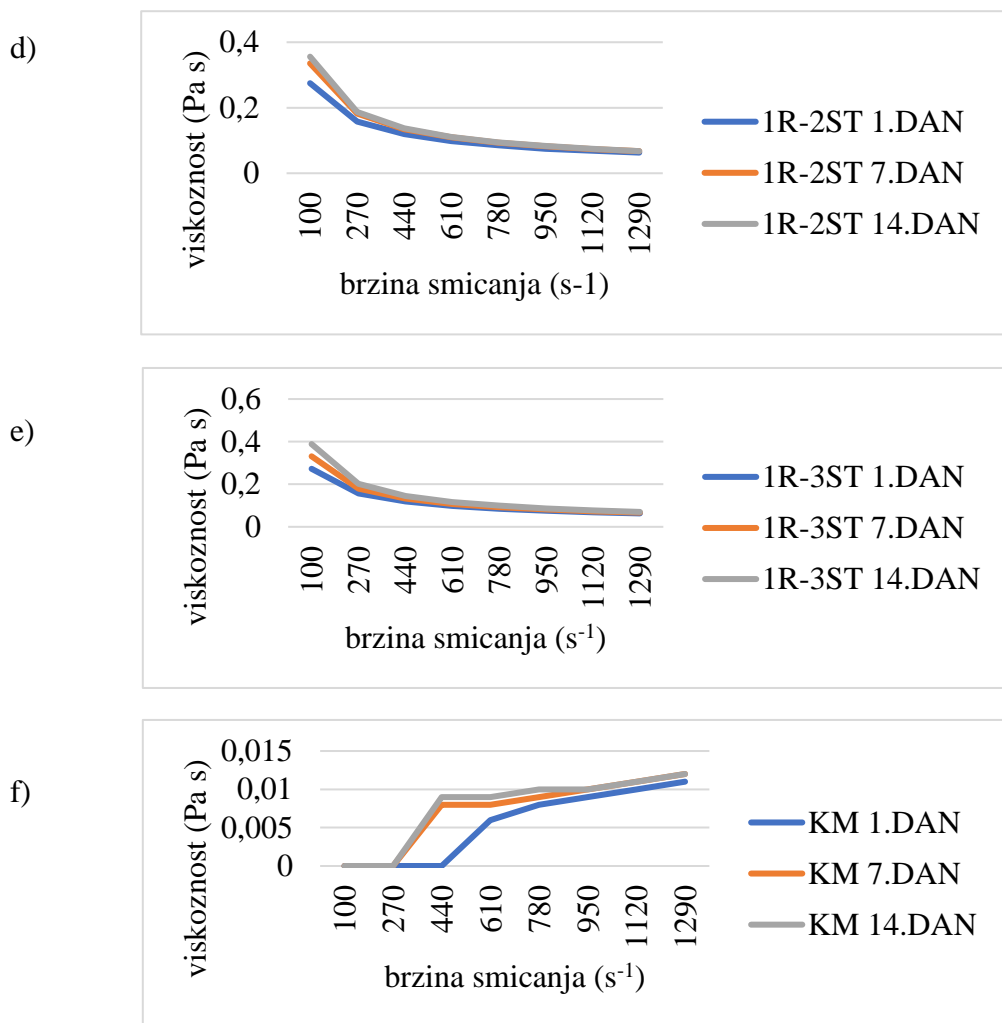 d)
viskoznost (Pa s)
0,4
0,2
0
100
270
440
610
780
950
1120
1290
brzina smicanja (s-1)
1R-2ST 1.DAN
1R-2ST 7.DAN
1R-2ST 14.DAN
e)
viskoznost (Pa s)
0,6
0,4
0,2
0
100
270
440
610
780
950
1120
1290
brzina smicanja (s⁻¹)
1R-3ST 1.DAN
1R-3ST 7.DAN
1R-3ST 14.DAN
f)
viskoznost (Pa s)
0,015
0,01
0,005
0
100
270
440
610
780
950
1120
1290
brzina smicanja (s⁻¹)
KM 1.DAN
KM 7.DAN
KM 14.DAN